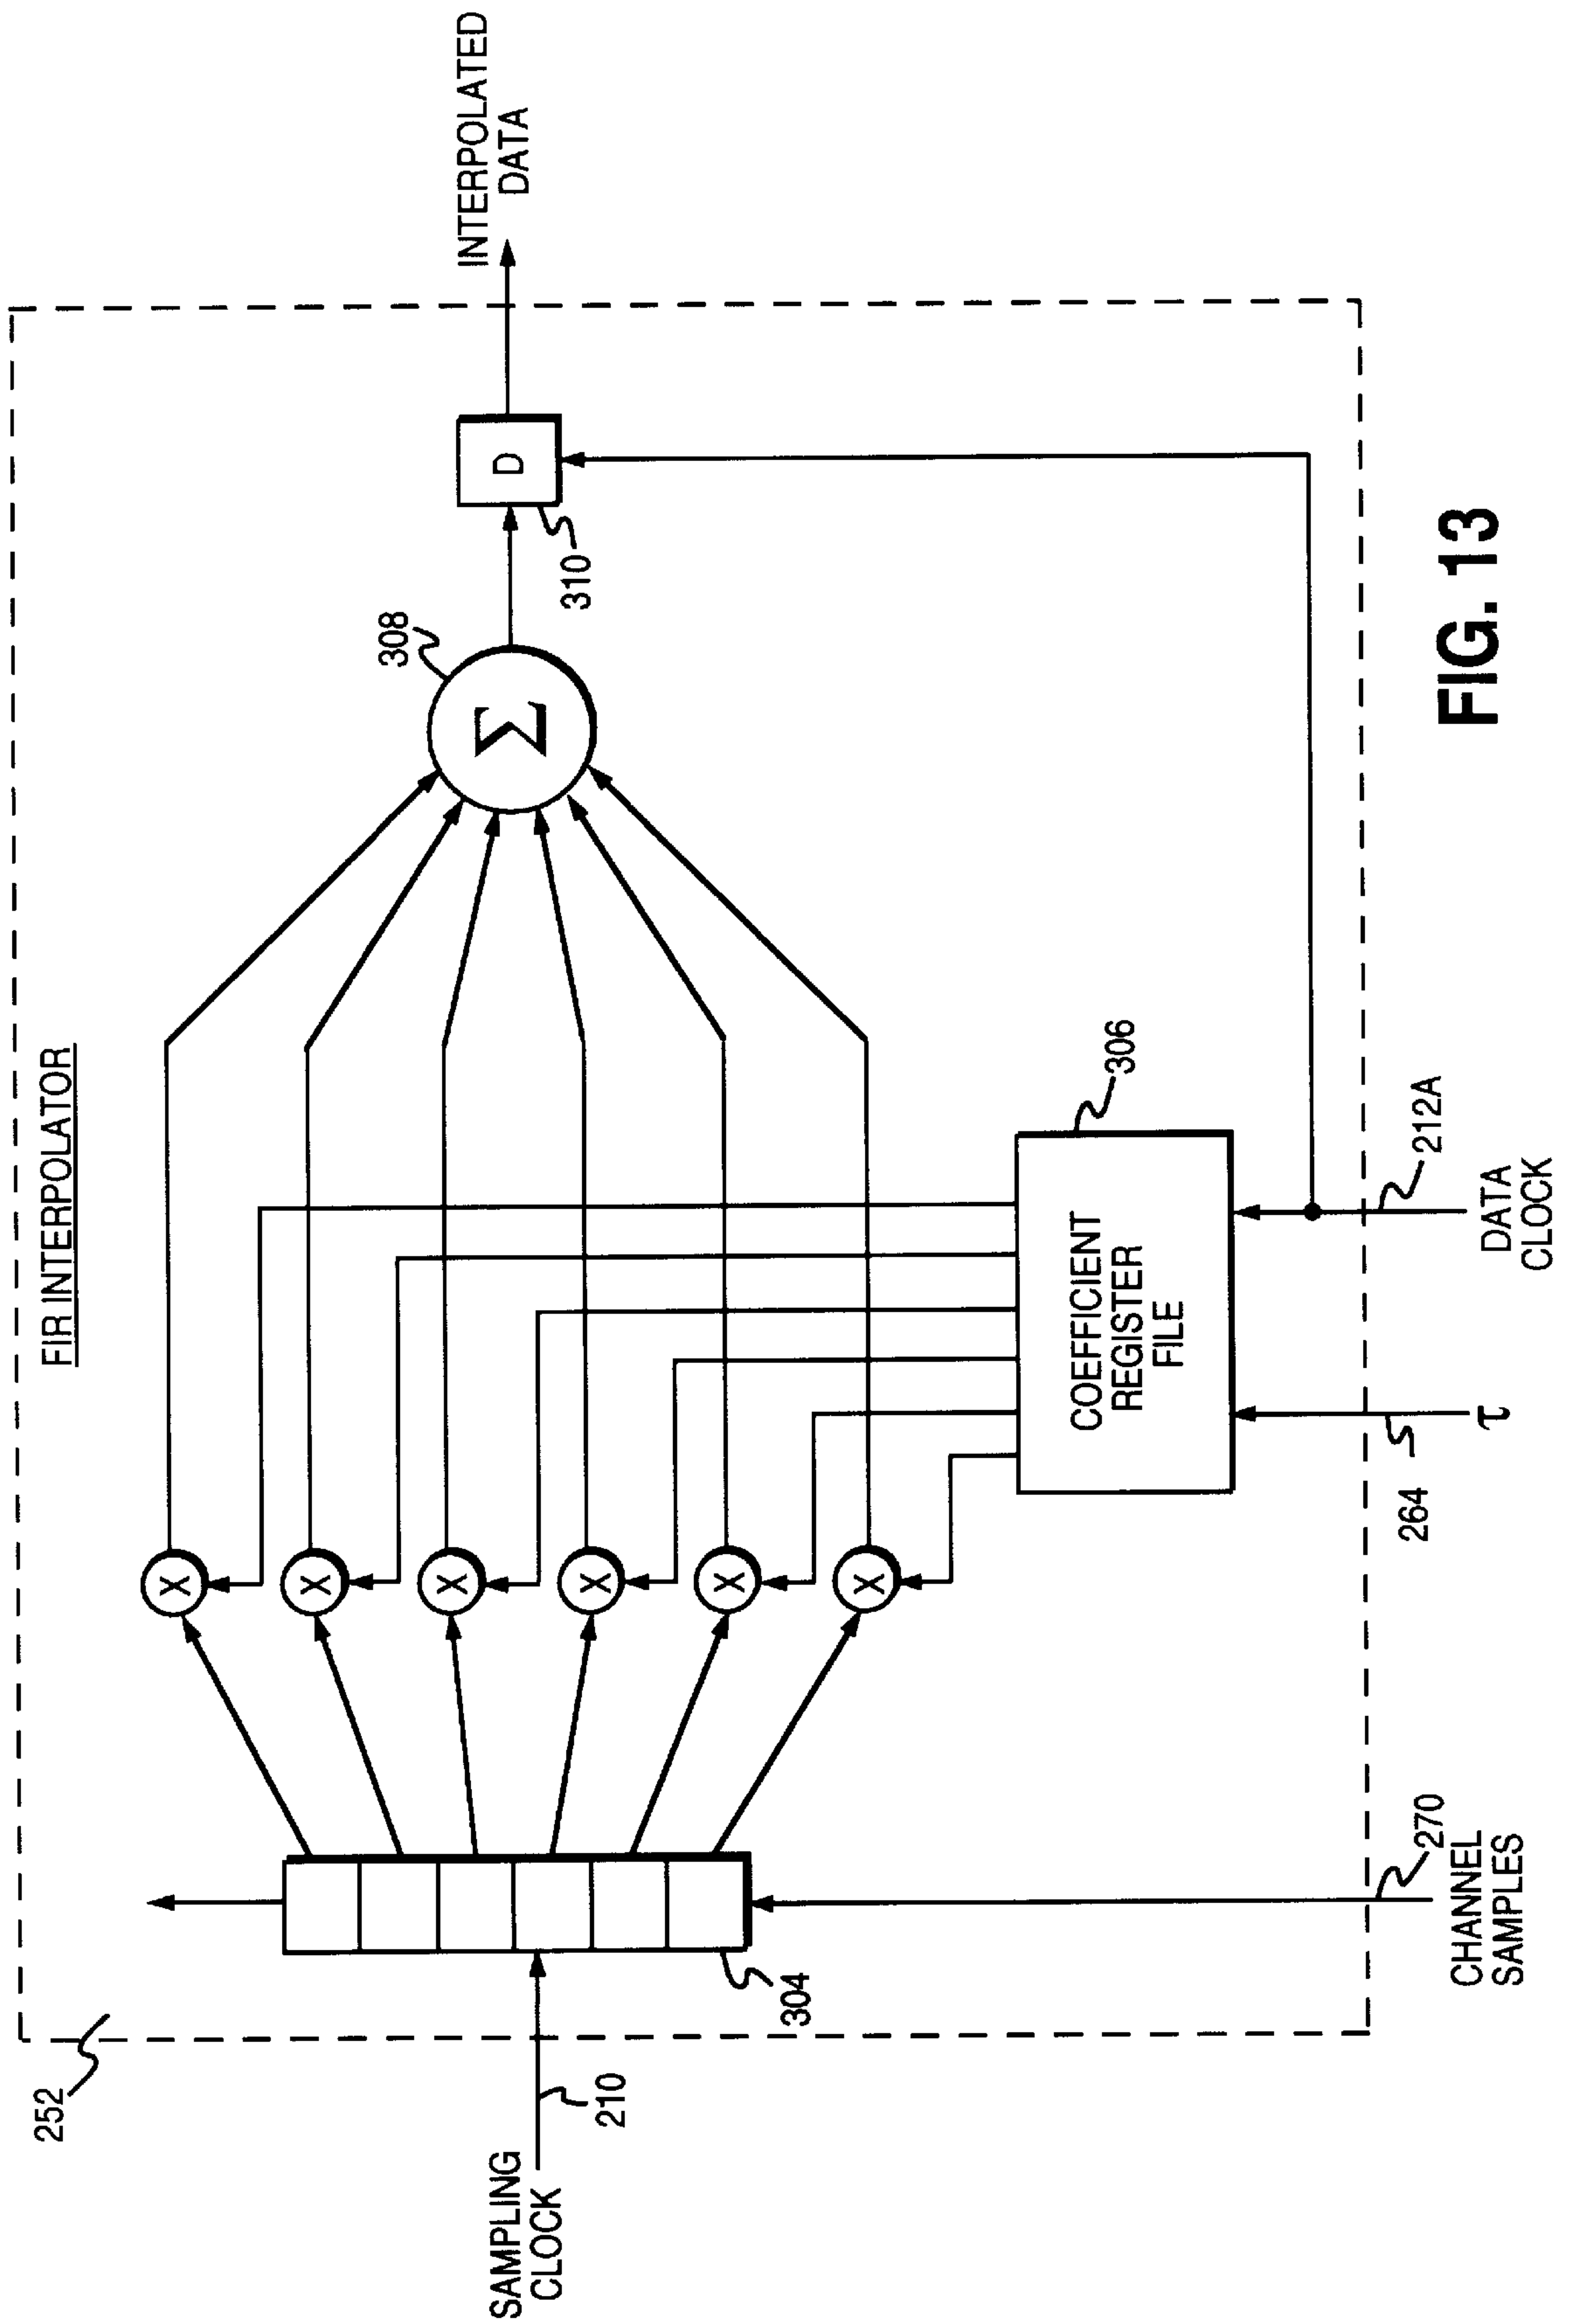 FIR INTERPOLATOR
252
SAMPLING
CLOCK
210
304
CHANNEL
SAMPLES
270
X
X
X
X
X
X
COEFFICIENT
REGISTER
FILE
306
264
τ
212A
DATA
CLOCK
308
Σ
D
310
INTERPOLATED
DATA
FIG. 13